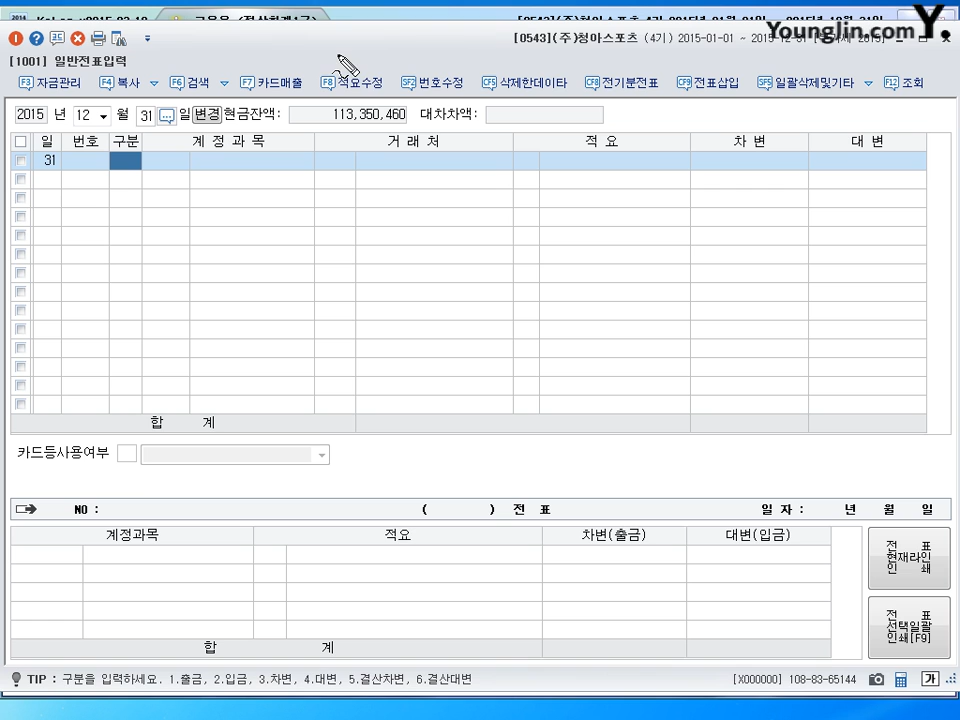 [0543](주)청아스포츠 (4기) 2015-01-01 ~ 2015-12-31
Younglin.com Y.
[1001] 일반전표입력
F3 자금관리 F4 복사 F6 검색 F7 카드매출 F8 적요수정 SF2 번호수정 CF5 삭제한데이타 CF8 전기분전표 CF9 전표삽입 SF5 일괄삭제및기타 F12 조회
2015 년 12 월 31 일 변경 현금잔액: 113,350,460 대차차액:
일 번호 구분 계 정 과 목 거 래 처 적 요 차 변 대 변
31
합 계
카드등사용여부
NO : ( ) 전 표 일 자 : 년 월 일
계정과목 적요 차변(출금) 대변(입금)
전 표
현재라인
인 쇄
전 표
선택일괄
인쇄[F9]
합 계
TIP : 구분을 입력하세요. 1.출금, 2.입금, 3.차변, 4.대변, 5.결산차변, 6.결산대변
[X000000] 108-83-65144 가